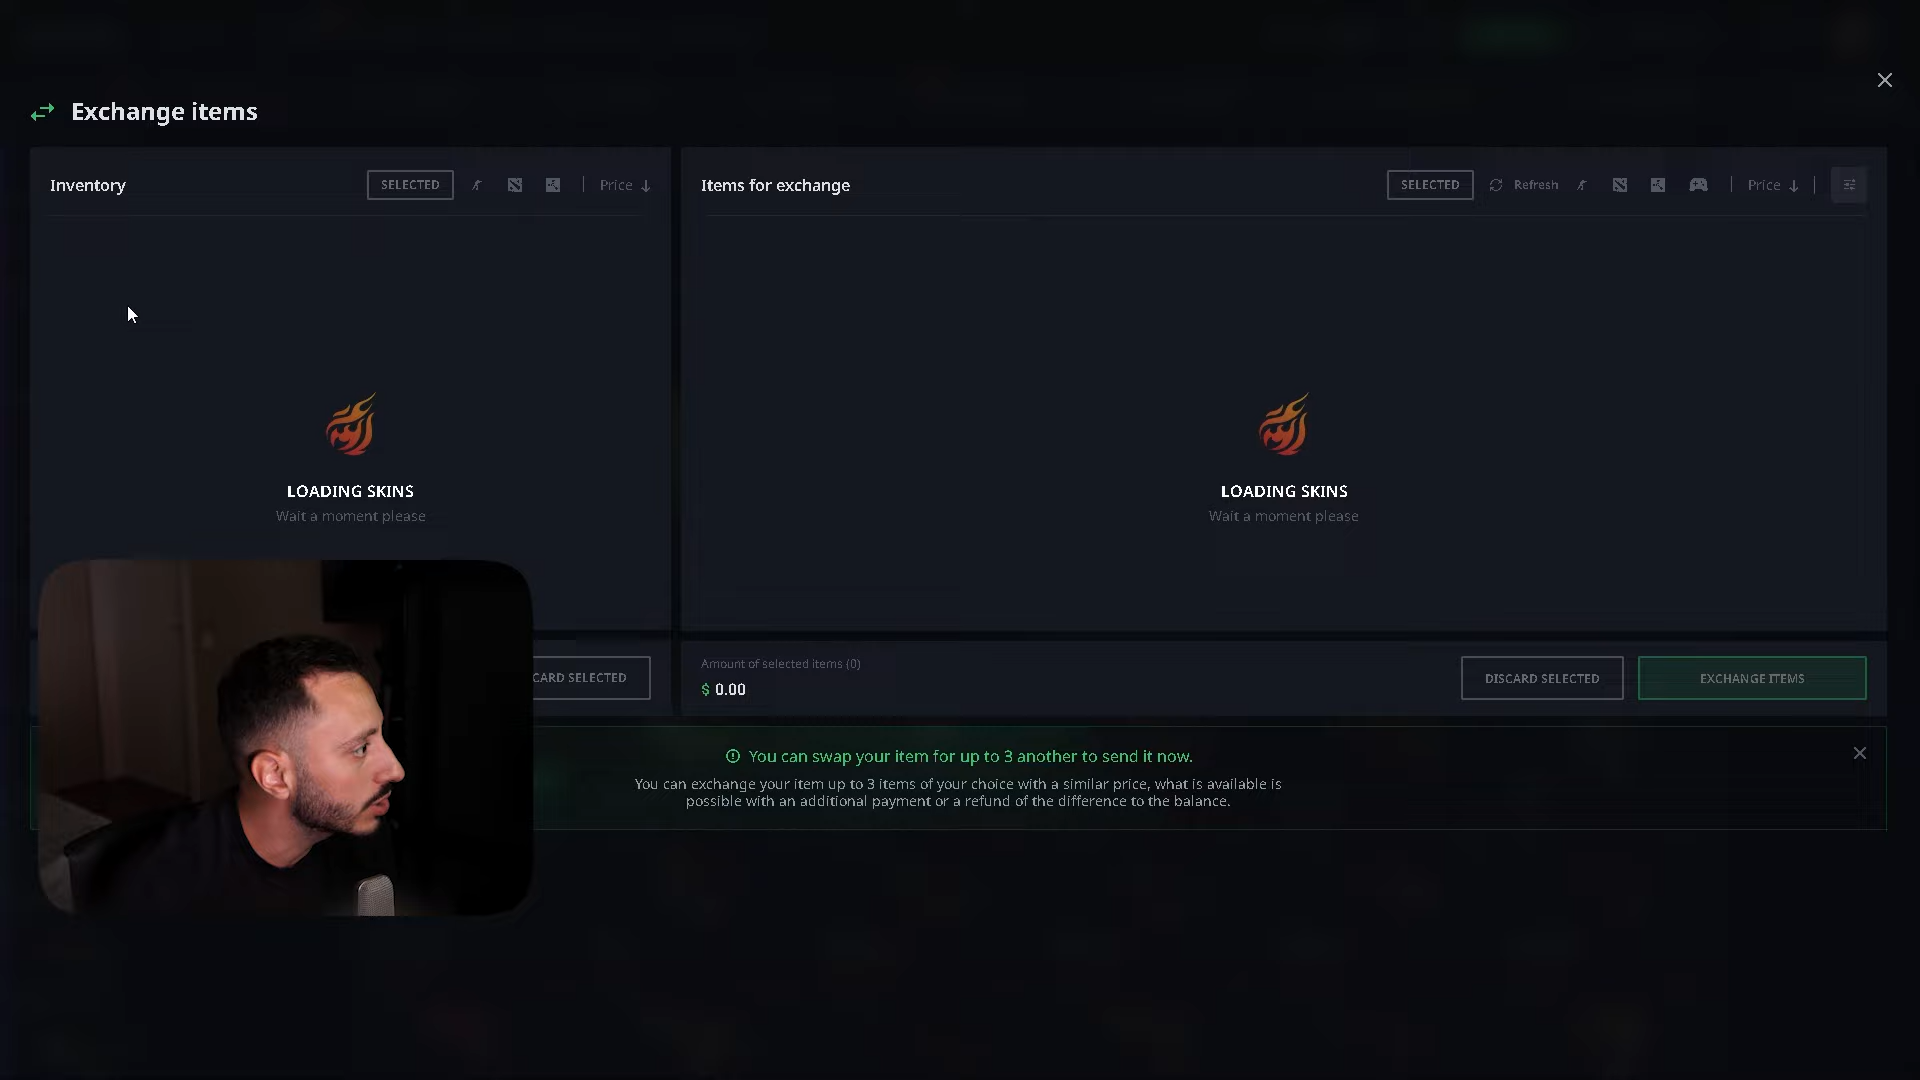 Exchange items
Inventory
SELECTED
Price
Items for exchange
SELECTED
Refresh
Price
LOADING SKINS
Wait a moment please
LOADING SKINS
Wait a moment please
CARD SELECTED
Amount of selected items (0)
$ 0.00
DISCARD SELECTED
EXCHANGE ITEMS
You can swap your item for up to 3 another to send it now.
You can exchange your item up to 3 items of your choice with a similar price, what is available is
possible with an additional payment or a refund of the difference to the balance.